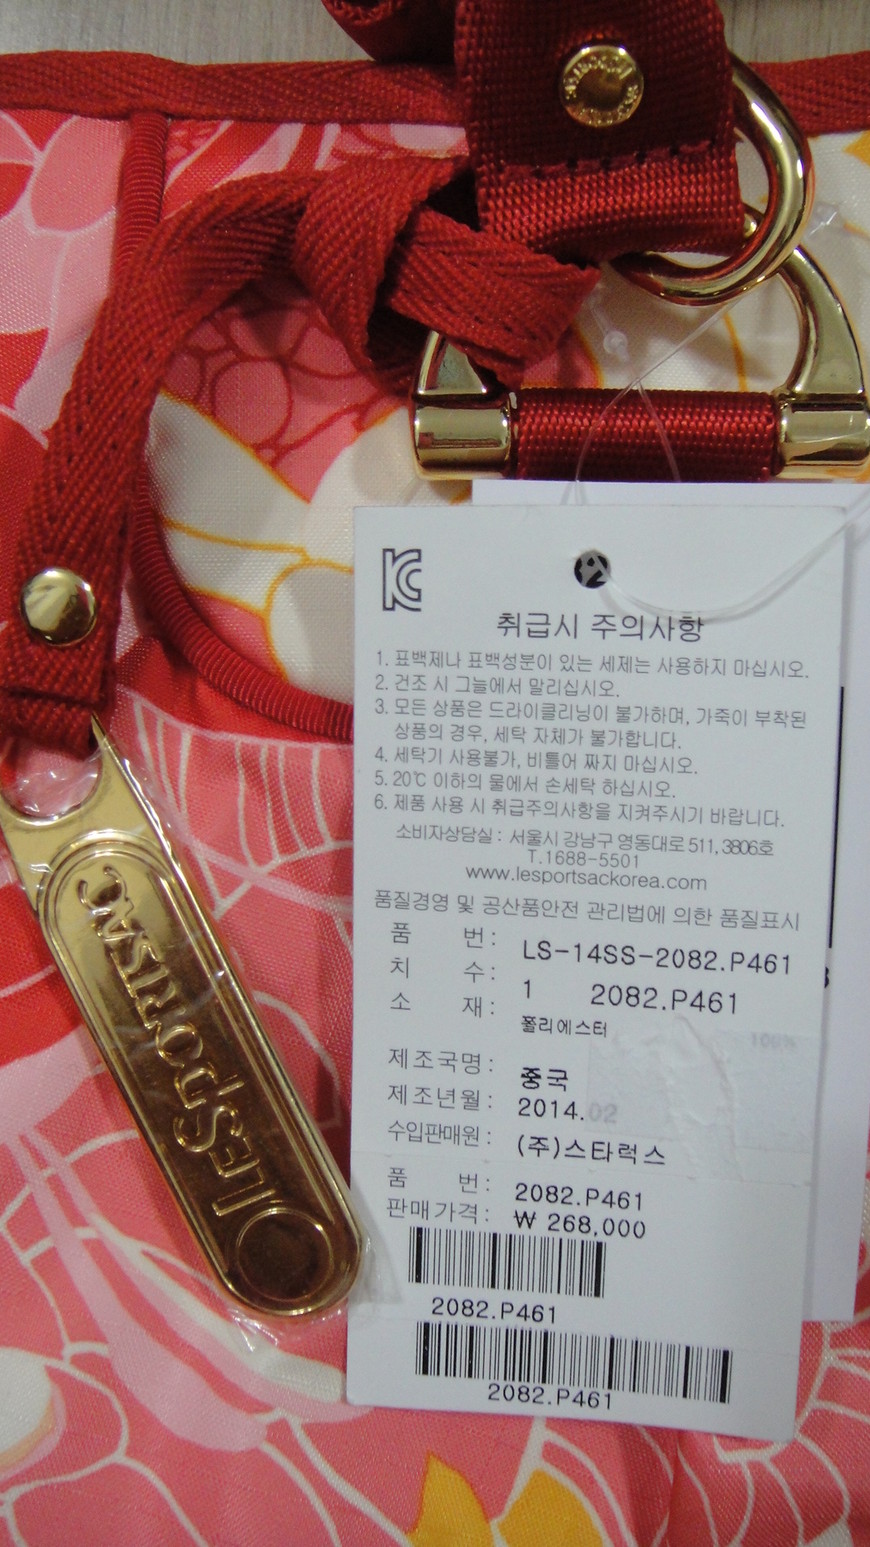 취급시 주의사항
1. 표백제나 표백성분이 있는 세제는 사용하지 마십시오.
2. 건조 시 그늘에서 말리십시오.
3. 모든 상품은 드라이클리닝이 불가하며, 가죽이 부착된
상품의 경우, 세탁 자체가 불가합니다.
4. 세탁기 사용불가, 비틀어 짜지 마십시오.
5. 20℃ 이하의 물에서 손세탁 하십시오.
6. 제품 사용 시 취급주의사항을 지켜주시기 바랍니다.
소비자상담실 : 서울시 강남구 영동대로 511, 3806호
T.1688-5501
www.lesportsackorea.com
품질경영 및 공산품안전 관리법에 의한 품질표시
품 번: LS-14SS-2082.P461
치 수: 1 2082.P461
소 재: 폴리에스터 100%
제조국명: 중국
제조년월: 2014.02
수입판매원: (주)스타럭스
품 번: 2082.P461
판매가격: ₩ 268,000
2082.P461
2082.P461
LESPORTSAC